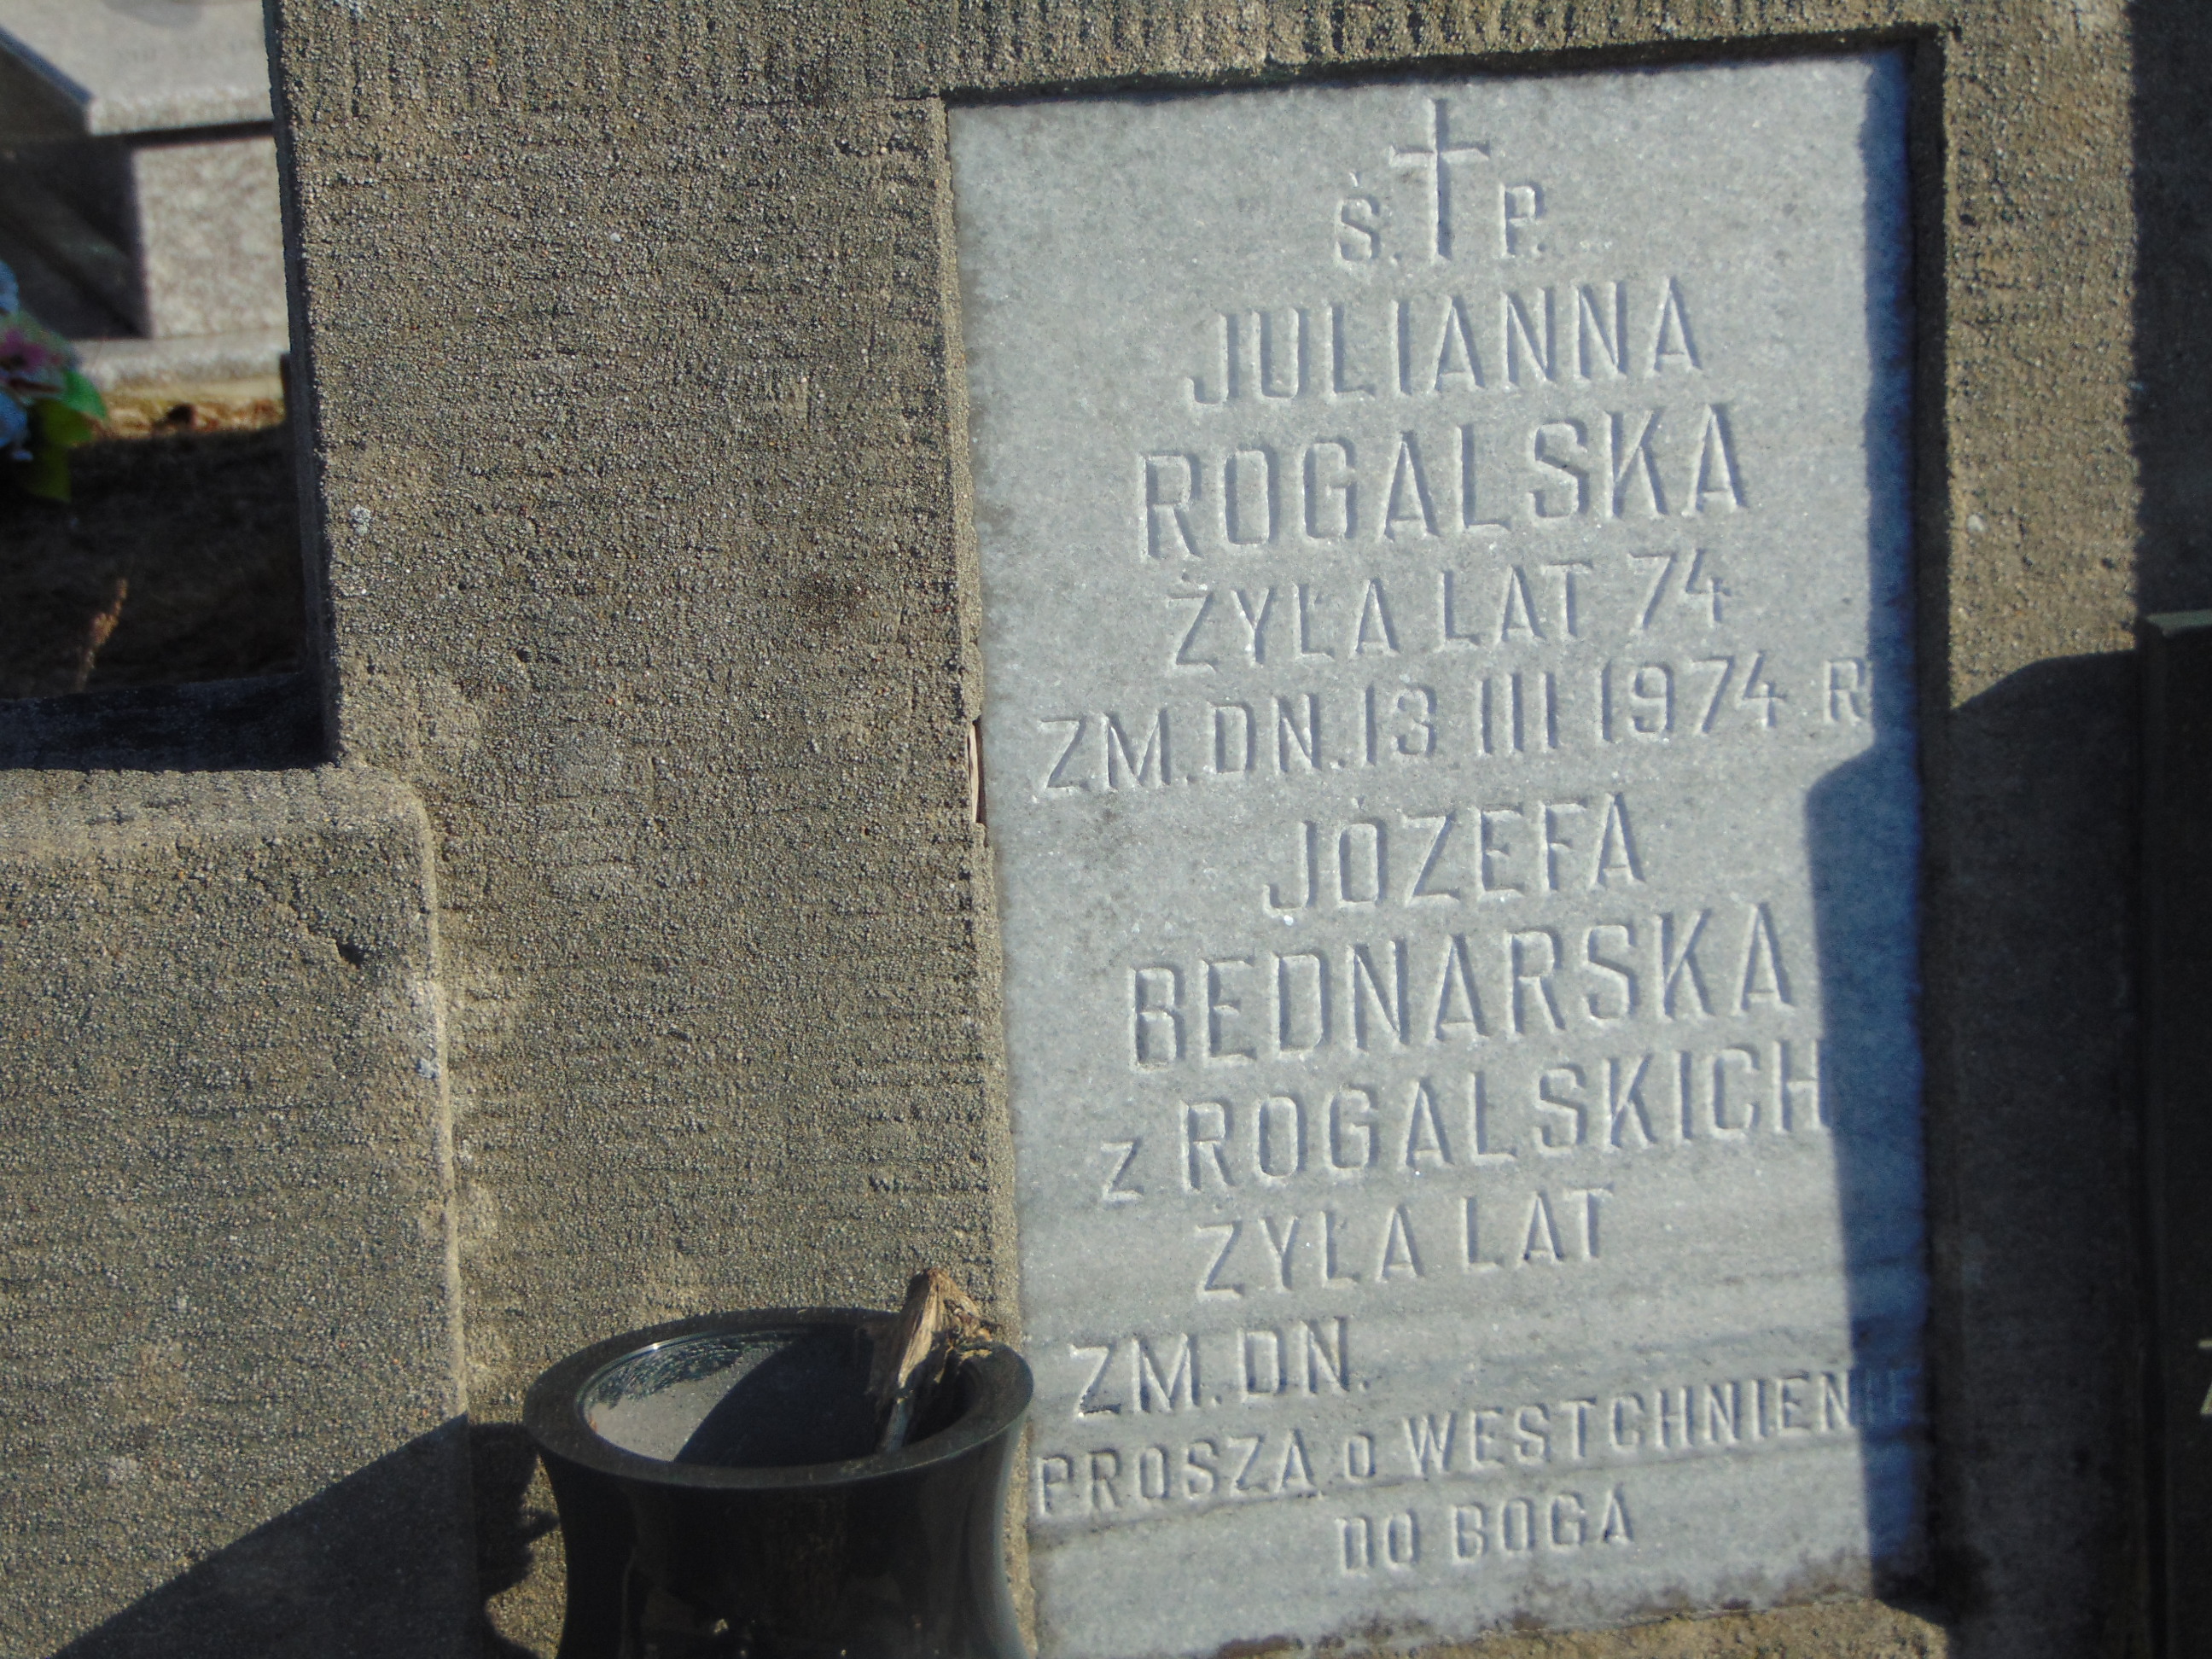 Ś. P.
JULIANNA
ROGALSKA
ŻYŁA LAT 74
ZM. DN. 13 III 1974 R
JÓZEFA
BEDNARSKA
z ROGALSKICH
ŻYŁA LAT
ZM. DN.
PROSZĄ o WESTCHNIENIE
DO BOGA